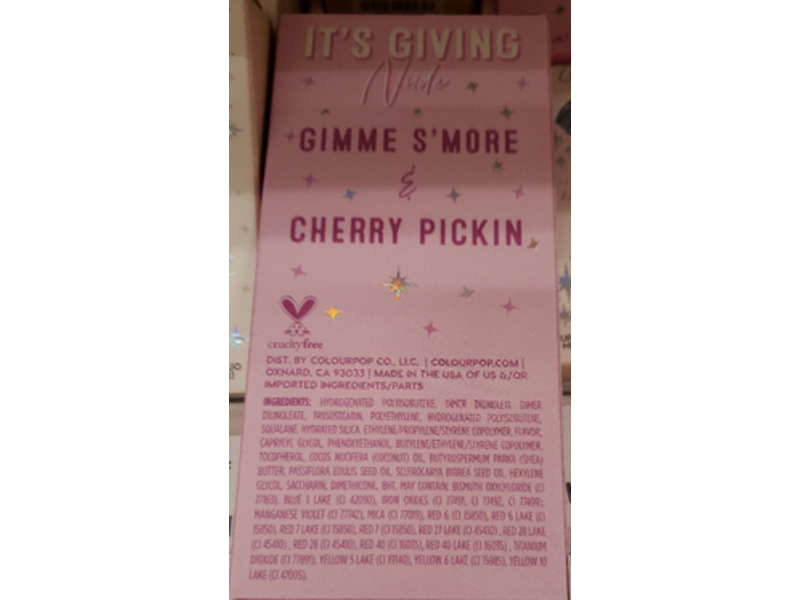 IT'S GIVING
Nude
GIMME S'MORE
&
CHERRY PICKIN
crueltyfree
DIST. BY COLOURPOP CO., LLC. | COLOURPOP.COM |
OXNARD, CA 93033 | MADE IN THE USA OF US &/OR
IMPORTED INGREDIENTS/PARTS
INGREDIENTS: HYDROGENATED POLYISOBUTENE, DIMER DILINOLEYL DIMER
DILINOLEATE, TRIISOSTEARIN, POLYETHYLENE, HYDROGENATED POLYISOBUTENE,
SQUALANE, HYDRATED SILICA, ETHYLENE/PROPYLENE/STYRENE COPOLYMER, FLAVOR,
CAPRYLYL GLYCOL, PHENOXYETHANOL, BUTYLENE/ETHYLENE/STYRENE COPOLYMER,
TOCOPHEROL, COCOS NUCIFERA (COCONUT) OIL, BUTYROSPERMUM PARKII (SHEA)
BUTTER, PASSIFLORA EDULIS SEED OIL, SCLEROCARYA BIRREA SEED OIL, HEXYLENE
GLYCOL, SACCHARIN, DIMETHICONE, BHT. MAY CONTAIN: BISMUTH OXYCHLORIDE (CI
77163), BLUE 1 LAKE (CI 42090), IRON OXIDES (CI 77491, CI 77492, CI 77499),
MANGANESE VIOLET (CI 77742), MICA (CI 77019), RED 6 (CI 15850), RED 6 LAKE (CI
15850), RED 7 LAKE (CI 15850), RED 7 (CI 15850), RED 27 LAKE (CI 45410), RED 28 LAKE
(CI 45410), RED 28 (CI 45410), RED 40 (CI 16035), RED 40 LAKE (CI 16035), TITANIUM
DIOXIDE (CI 77891), YELLOW 5 LAKE (CI 19140), YELLOW 6 LAKE (CI 15985), YELLOW 10
LAKE (CI 47005).